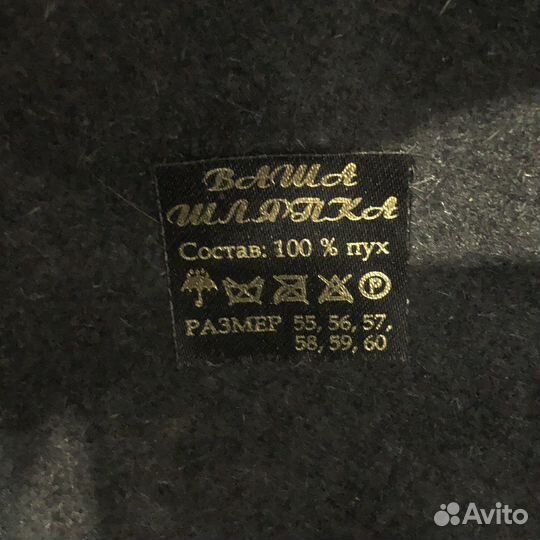 ВАША
ШЛЯПКА
Состав: 100 % пух
P
РАЗМЕР 55, 56, 57,
58, 59, 60
Avito